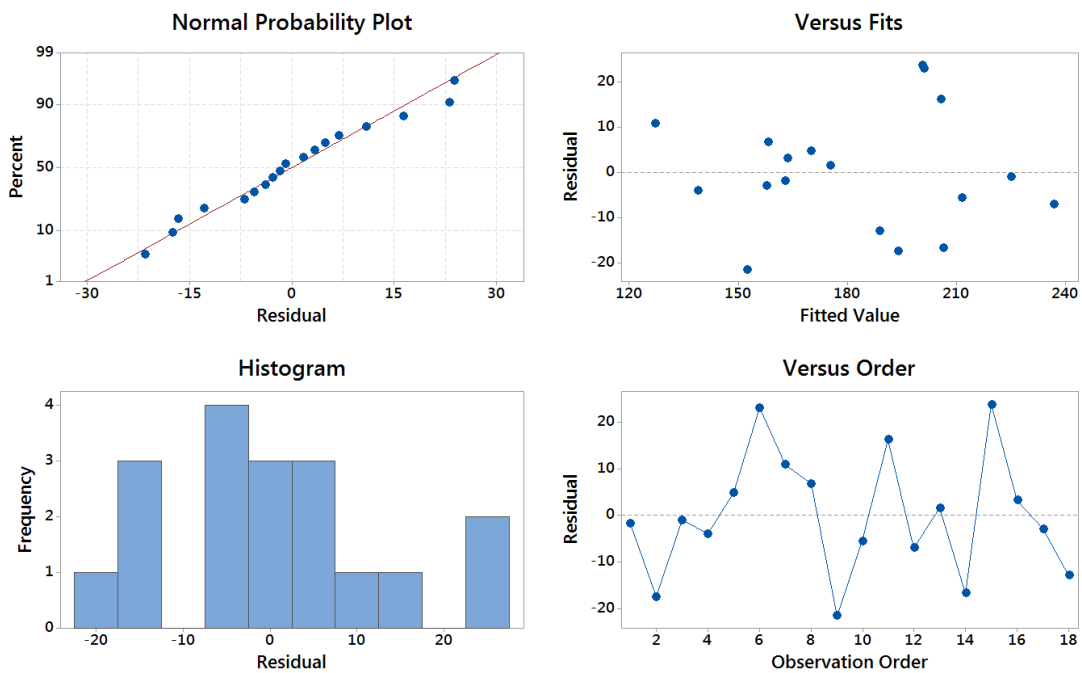 Normal Probability Plot
99
90
50
10
1
Percent
-30 -15 0 15 30
Residual
Versus Fits
20
10
0
-10
-20
Residual
120 150 180 210 240
Fitted Value
Histogram
4
3
2
1
0
Frequency
-20 -10 0 10 20
Residual
Versus Order
20
10
0
-10
-20
Residual
2 4 6 8 10 12 14 16 18
Observation Order